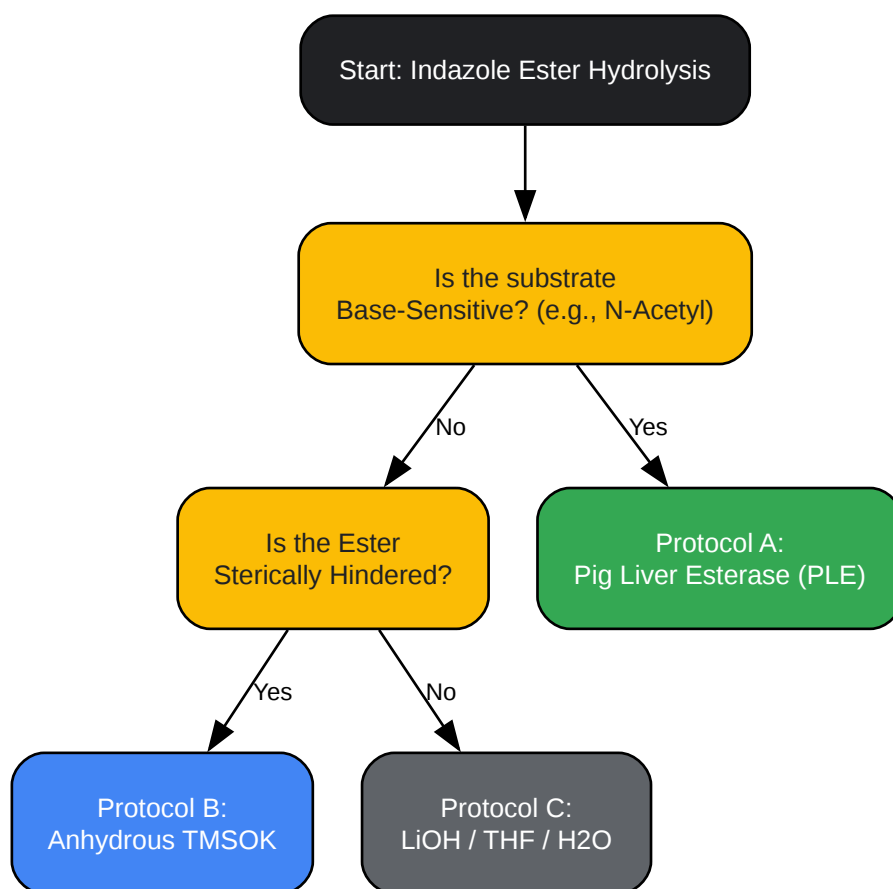 Start: Indazole Ester Hydrolysis
Is the substrate
Base-Sensitive? (e.g., N-Acetyl)
No
Yes
Is the Ester
Sterically Hindered?
Protocol A:
Pig Liver Esterase (PLE)
Yes
No
Protocol B:
Anhydrous TMSOK
Protocol C:
LiOH / THF / H2O